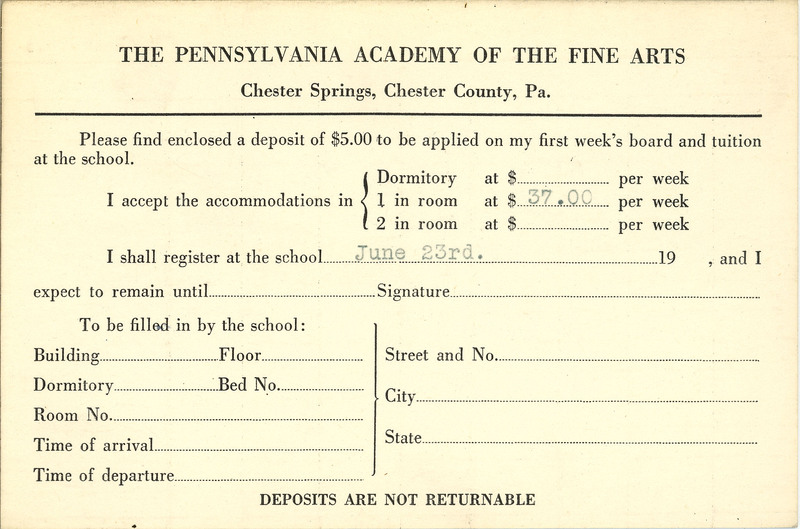 THE PENNSYLVANIA ACADEMY OF THE FINE ARTS
Chester Springs, Chester County, Pa.
Please find enclosed a deposit of $5.00 to be applied on my first week's board and tuition
at the school.
Dormitory at $ per week
I accept the accommodations in 1 in room at $ 37.00 per week
2 in room at $ per week
I shall register at the school June 23rd. 19 , and I
expect to remain until Signature
To be filled in by the school:
Building Floor
Street and No.
Dormitory Bed No.
City
Room No.
State
Time of arrival
Time of departure
DEPOSITS ARE NOT RETURNABLE